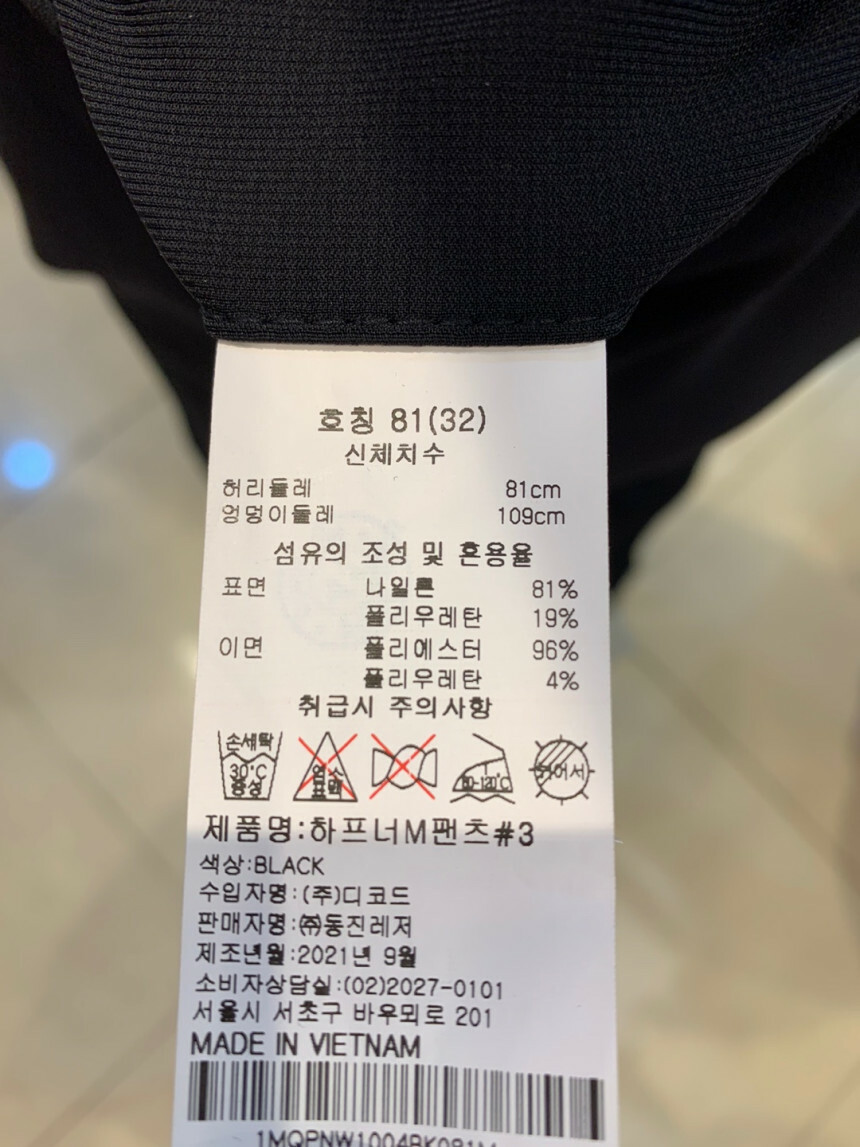 호칭 81(32)
신체치수
허리둘레 81cm
엉덩이둘레 109cm
섬유의 조성 및 혼용율
표면 나일론 81%
폴리우레탄 19%
이면 폴리에스터 96%
폴리우레탄 4%
취급시 주의사항
손세탁 염소
30°C 표백 80-120°C 뉘어서
중성
제품명:하프너M팬츠#3
색상:BLACK
수입자명:(주)디코드
판매자명:㈜동진레저
제조년월:2021년 9월
소비자상담실:(02)2027-0101
서울시 서초구 바우뫼로 201
MADE IN VIETNAM